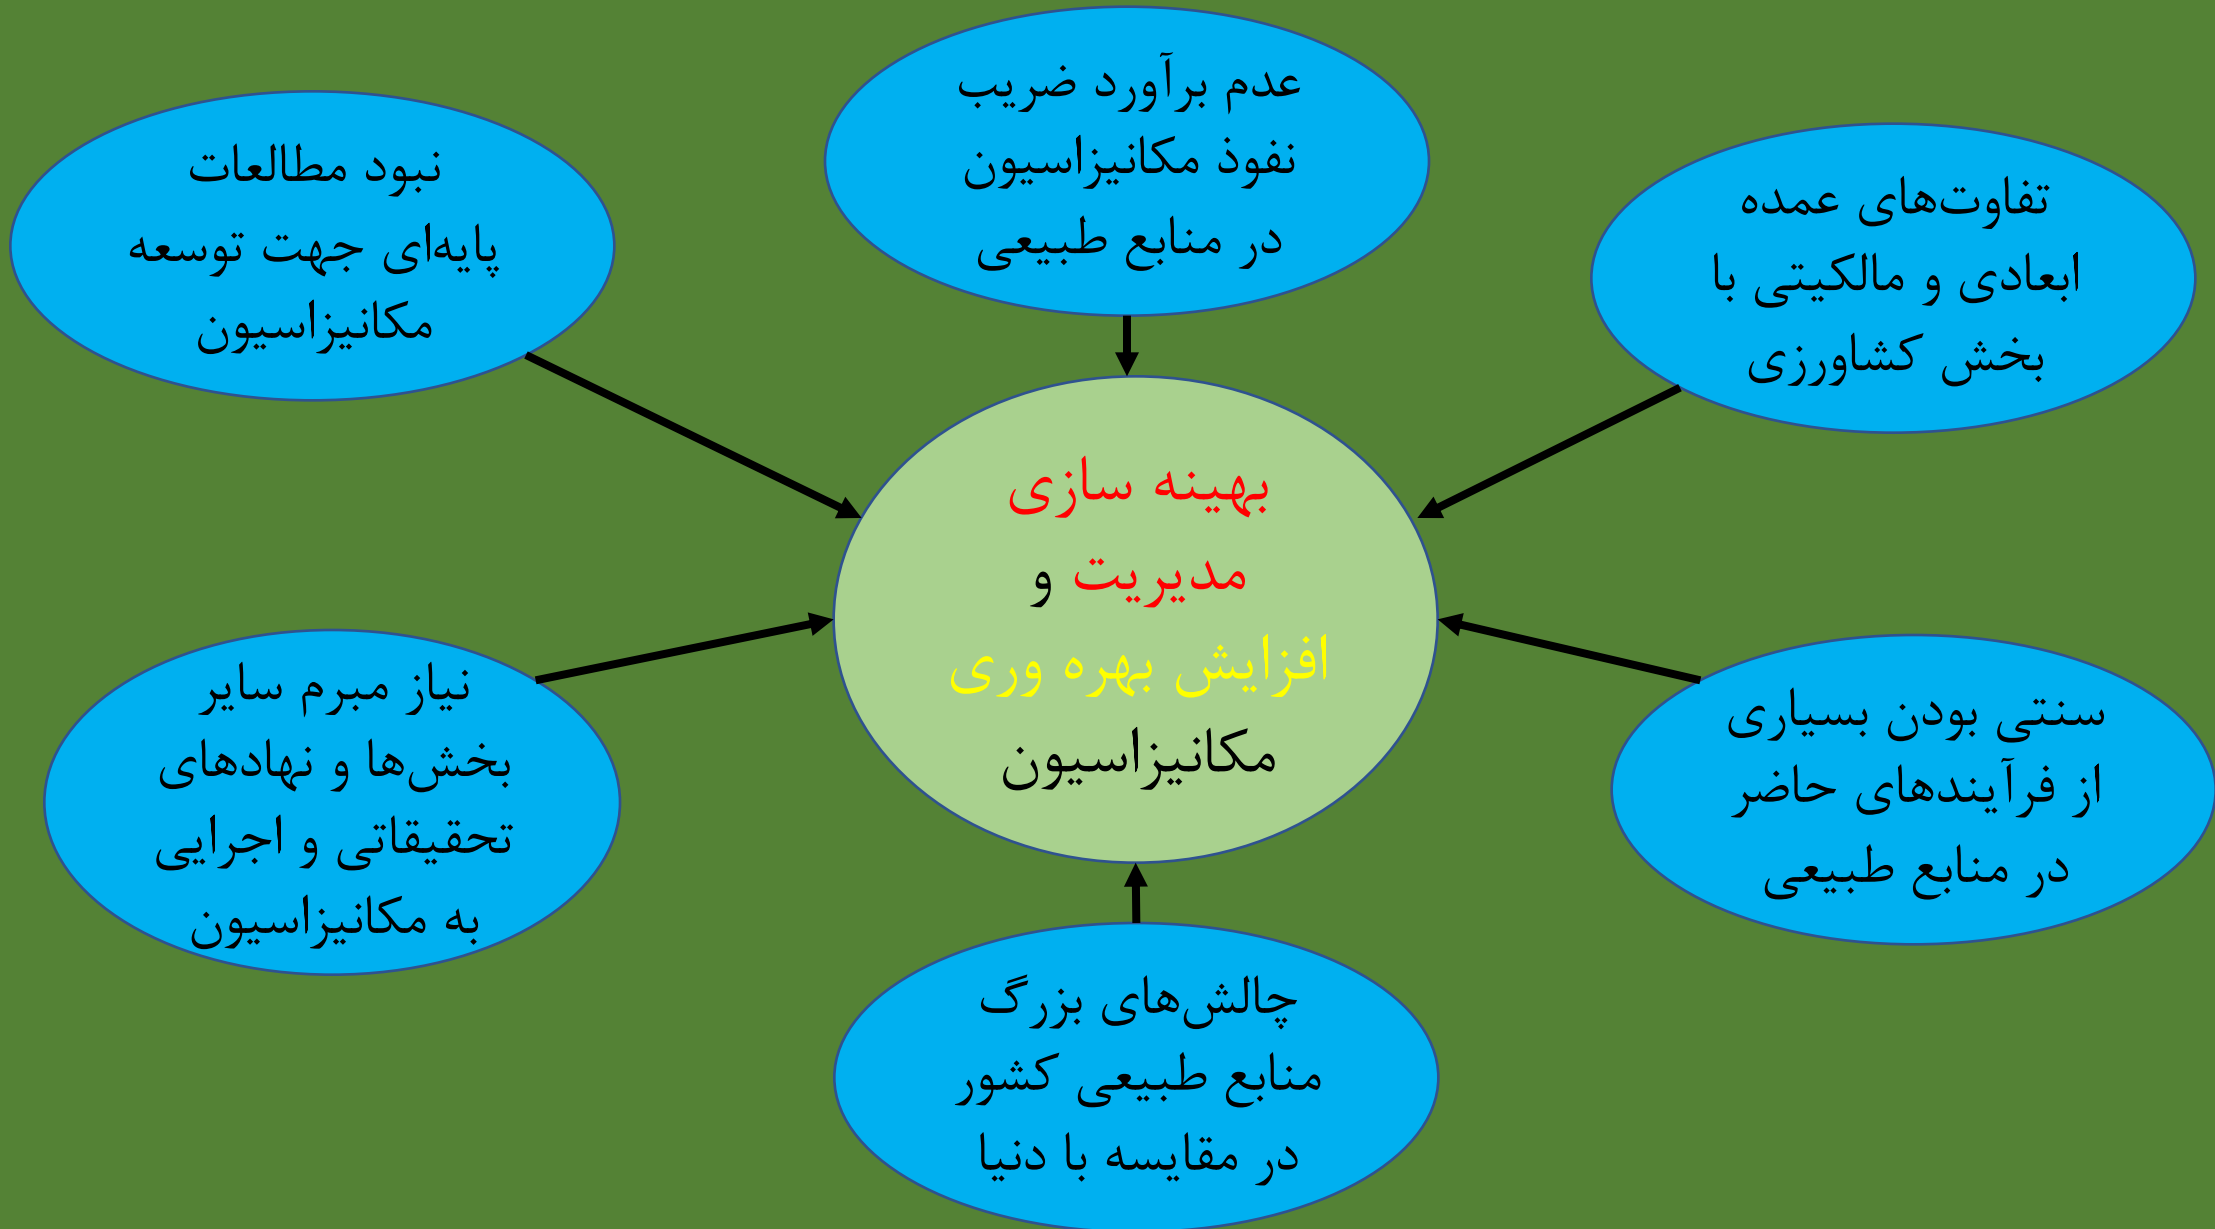 عدم برآورد ضریب
نفوذ مکانیزاسیون
در منابع طبیعی
تفاوت‌های عمده
ابعادی و مالکیتی با
بخش کشاورزی
نبود مطالعات
پایه‌ای جهت توسعه
مکانیزاسیون
بهینه سازی
مدیریت و
افزایش بهره وری
مکانیزاسیون
سنتی بودن بسیاری
از فرآیندهای حاضر
در منابع طبیعی
نیاز مبرم سایر
بخش‌ها و نهادهای
تحقیقاتی و اجرایی
به مکانیزاسیون
چالش‌های بزرگ
منابع طبیعی کشور
در مقایسه با دنیا